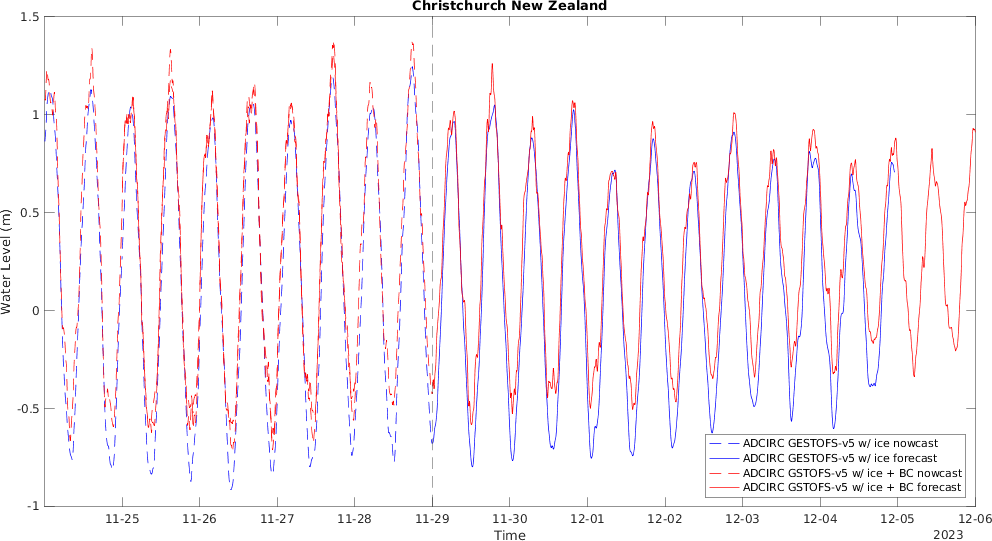 Christchurch New Zealand
1.5
1
0.5
0
-0.5
-1
Water Level (m)
11-25 11-26 11-27 11-28 11-29 11-30 12-01 12-02 12-03 12-04 12-05 12-06
Time
2023
ADCIRC GESTOFS-v5 w/ ice nowcast
ADCIRC GESTOFS-v5 w/ ice forecast
ADCIRC GSTOFS-v5 w/ ice + BC nowcast
ADCIRC GSTOFS-v5 w/ ice + BC forecast